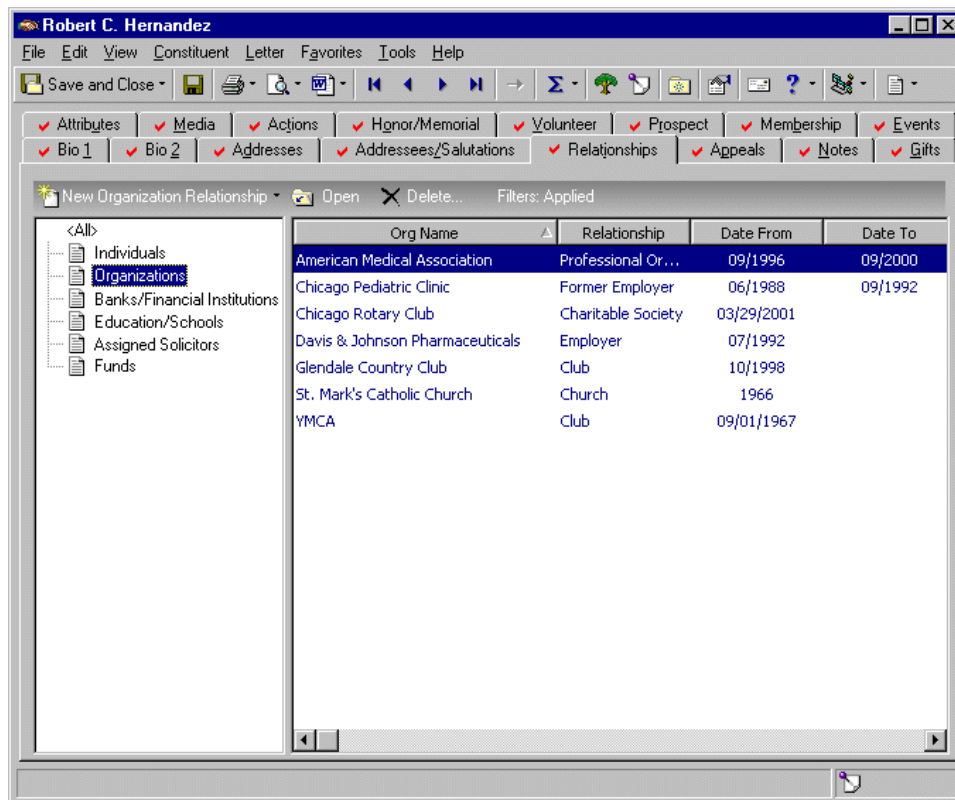 Robert C. Hernandez
File Edit View Constituent Letter Favorites Tools Help
Save and Close
Attributes Media Actions Honor/Memorial Volunteer Prospect Membership Events
Bio 1 Bio 2 Addresses Addressees/Salutations Relationships Appeals Notes Gifts
New Organization Relationship Open Delete... Filters: Applied
<All>
Individuals
Organizations
Banks/Financial Institutions
Education/Schools
Assigned Solicitors
Funds
Org Name Relationship Date From Date To
American Medical Association Professional Or... 09/1996 09/2000
Chicago Pediatric Clinic Former Employer 06/1988 09/1992
Chicago Rotary Club Charitable Society 03/29/2001
Davis & Johnson Pharmaceuticals Employer 07/1992
Glendale Country Club Club 10/1998
St. Mark's Catholic Church Church 1966
YMCA Club 09/01/1967